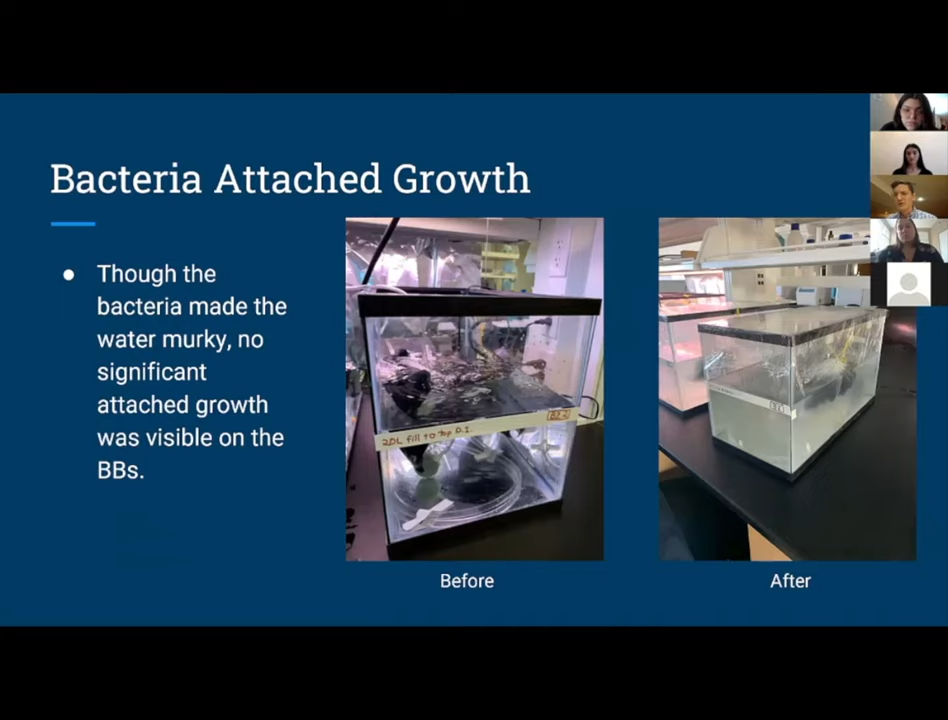 Bacteria Attached Growth
● Though the
bacteria made the
water murky, no
significant
attached growth
was visible on the
BBs.
20L fill to top D.I.
Before
After